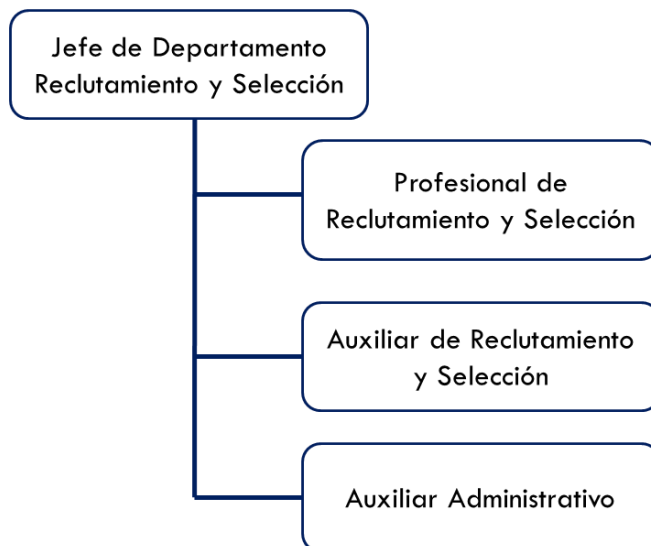 Jefe de Departamento
Reclutamiento y Selección
Profesional de
Reclutamiento y Selección
Auxiliar de Reclutamiento
y Selección
Auxiliar Administrativo